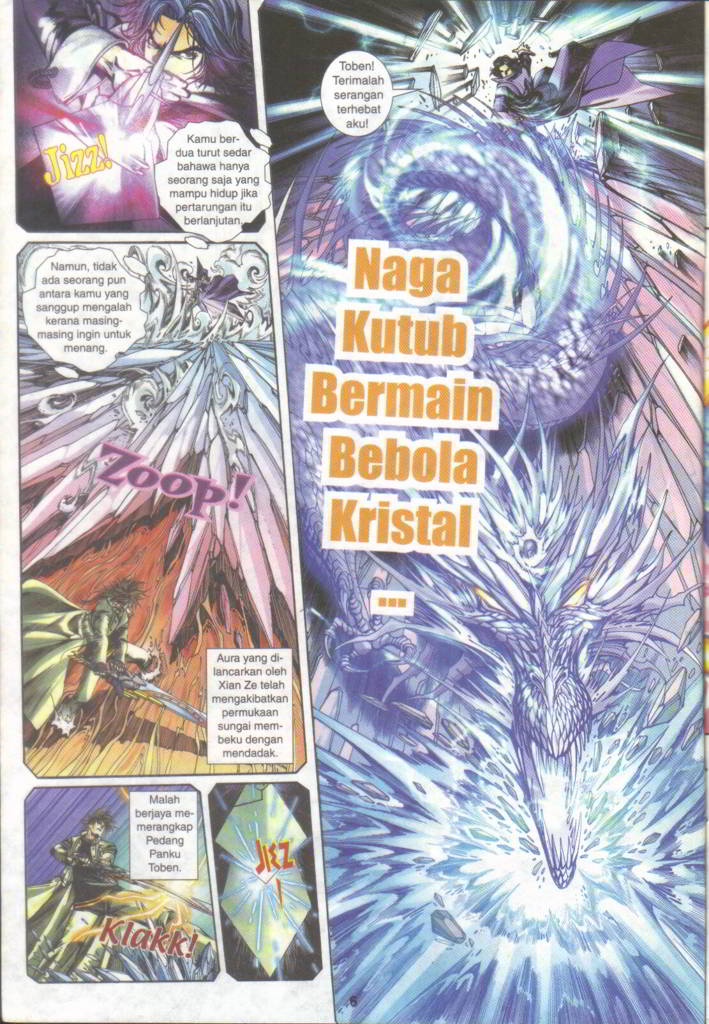 Jizz!
Kamu ber-
dua turut sedar
bahawa hanya
seorang saja yang
mampu hidup jika
pertarungan itu
berlanjutan.
Namun, tidak
ada seorang pun
antara kamu yang
sanggup mengalah
kerana masing-
masing ingin untuk
menang.
Zoop!
Aura yang di-
lancarkan oleh
Xian Ze telah
mengakibatkan
permukaan
sungai mem-
beku dengan
mendadak.
Malah
berjaya me-
merangkap
Pedang
Panku
Toben.
Klakk!
JIEZ
!
Toben!
Terimalah
serangan
terhebat
aku!
Naga
Kutub
Bermain
Bebola
Kristal
...
6